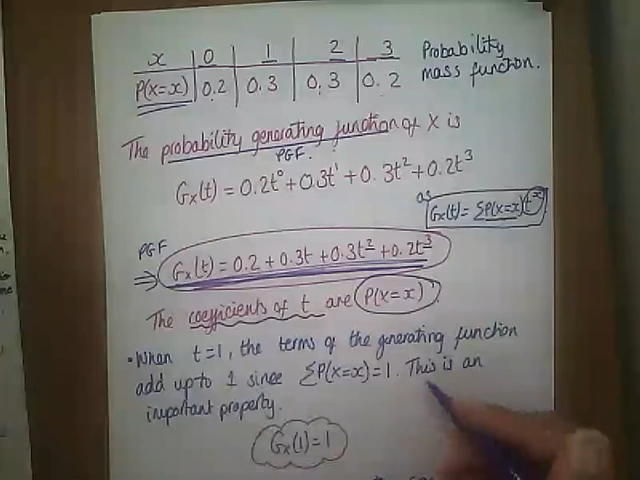 x 0 1 2 3
P(X=x) 0.2 0.3 0.3 0.2
Probability
mass function.
The probability generating function of X is
PGF.
Gx(t) = 0.2t⁰ + 0.3t¹ + 0.3t² + 0.2t³
as
Gx(t) = ΣP(X=x)tˣ
PGF
⇒ Gx(t) = 0.2 + 0.3t + 0.3t² + 0.2t³
The coefficients of t are P(X=x)
• When t=1, the terms of the generating function
add up to 1 since ΣP(X=x)=1. This is an
important property.
Gx(1)=1